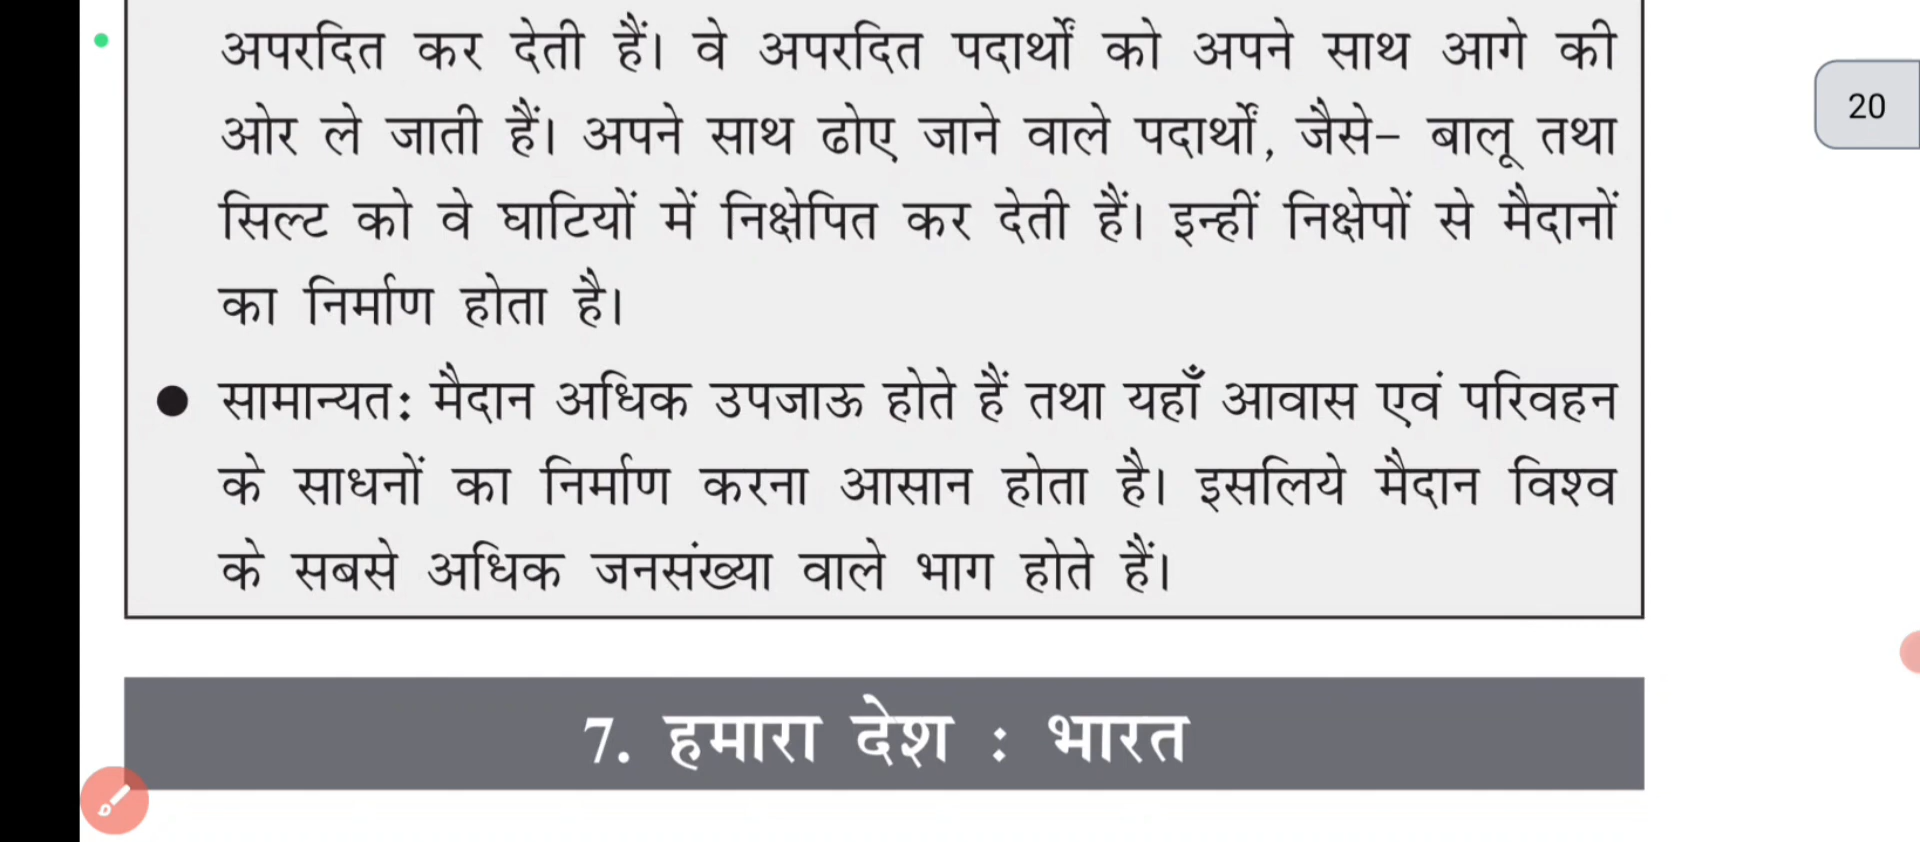 अपरदित कर देती हैं। वे अपरदित पदार्थों को अपने साथ आगे की
ओर ले जाती हैं। अपने साथ ढोए जाने वाले पदार्थों, जैसे– बालू तथा
सिल्ट को वे घाटियों में निक्षेपित कर देती हैं। इन्हीं निक्षेपों से मैदानों
का निर्माण होता है।
● सामान्यतः मैदान अधिक उपजाऊ होते हैं तथा यहाँ आवास एवं परिवहन
के साधनों का निर्माण करना आसान होता है। इसलिये मैदान विश्व
के सबसे अधिक जनसंख्या वाले भाग होते हैं।
7. हमारा देश : भारत
20